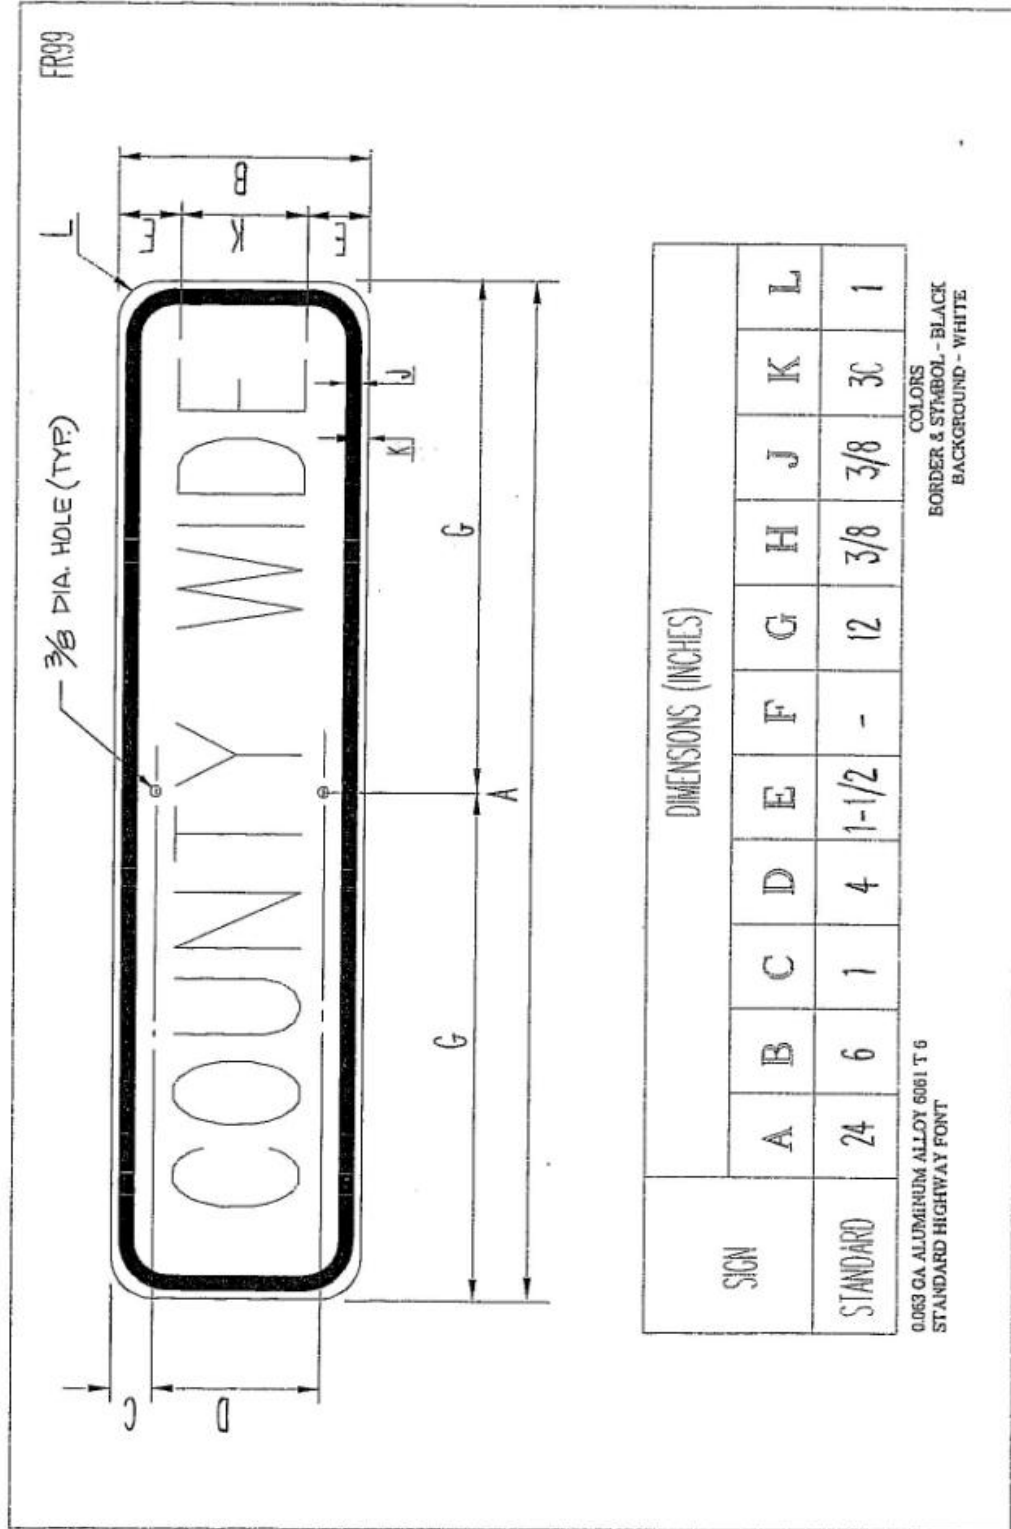 FR99
3/8 DIA. HOLE (TYP.)
L
COUNTY WIDE
C
D
E
K
E
B
K
J
G
G
A
SIGN
DIMENSIONS (INCHES)
A B C D E F G H J K L
STANDARD 24 6 1 4 1-1/2 - 12 3/8 3/8 3C 1
0.063 GA ALUMINUM ALLOY 6061 T 6
STANDARD HIGHWAY FONT
COLORS
BORDER & SYMBOL - BLACK
BACKGROUND - WHITE